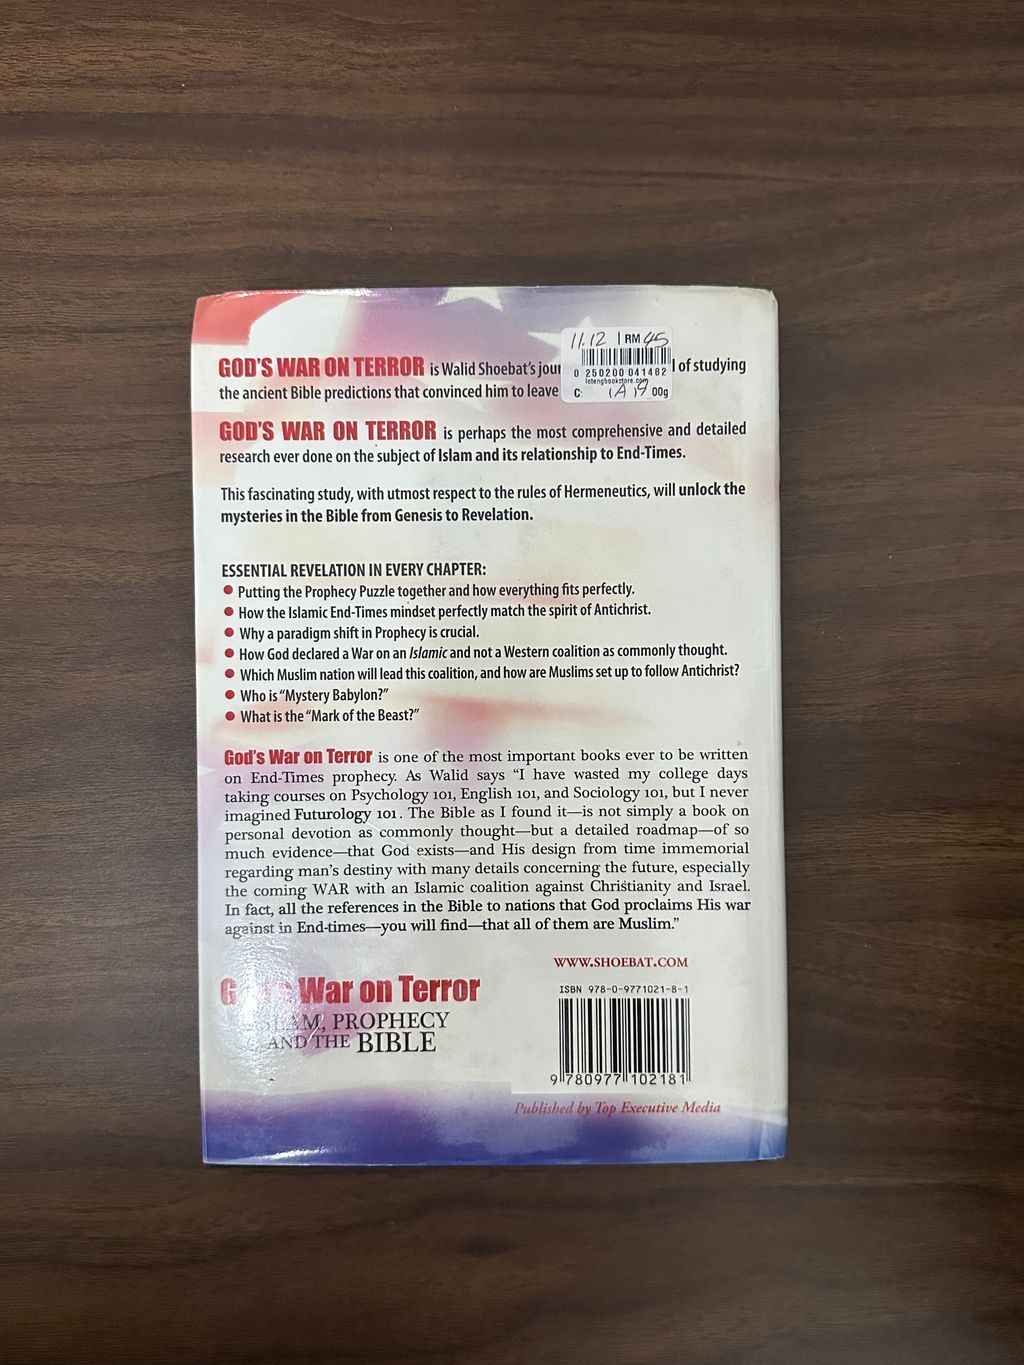 11.12 | RM 45
0 250200 041482
lotengbookstore.com
C: (A) 9 00g
GOD'S WAR ON TERROR is Walid Shoebat's of studying
the ancient Bible predictions that convinced him to leave
GOD'S WAR ON TERROR is perhaps the most comprehensive and detailed
research ever done on the subject of Islam and its relationship to End-Times.
This fascinating study, with utmost respect to the rules of Hermeneutics, will unlock the
mysteries in the Bible from Genesis to Revelation.
ESSENTIAL REVELATION IN EVERY CHAPTER:
● Putting the Prophecy Puzzle together and how everything fits perfectly.
● How the Islamic End-Times mindset perfectly match the spirit of Antichrist.
● Why a paradigm shift in Prophecy is crucial.
● How God declared a War on an Islamic and not a Western coalition as commonly thought.
● Which Muslim nation will lead this coalition, and how are Muslims set up to follow Antichrist?
● Who is "Mystery Babylon?"
● What is the "Mark of the Beast?"
God's War on Terror is one of the most important books ever to be written
on End-Times prophecy. As Walid says "I have wasted my college days
taking courses on Psychology 101, English 101, and Sociology 101, but I never
imagined Futurology 101. The Bible as I found it—is not simply a book on
personal devotion as commonly thought—but a detailed roadmap—of so
much evidence—that God exists—and His design from time immemorial
regarding man's destiny with many details concerning the future, especially
the coming WAR with an Islamic coalition against Christianity and Israel.
In fact, all the references in the Bible to nations that God proclaims His war
against in End-times—you will find—that all of them are Muslim."
WWW.SHOEBAT.COM
God's War on Terror
ISLAM, PROPHECY
AND THE BIBLE
ISBN 978-0-9771021-8-1
9 780977 102181
Published by Top Executive Media